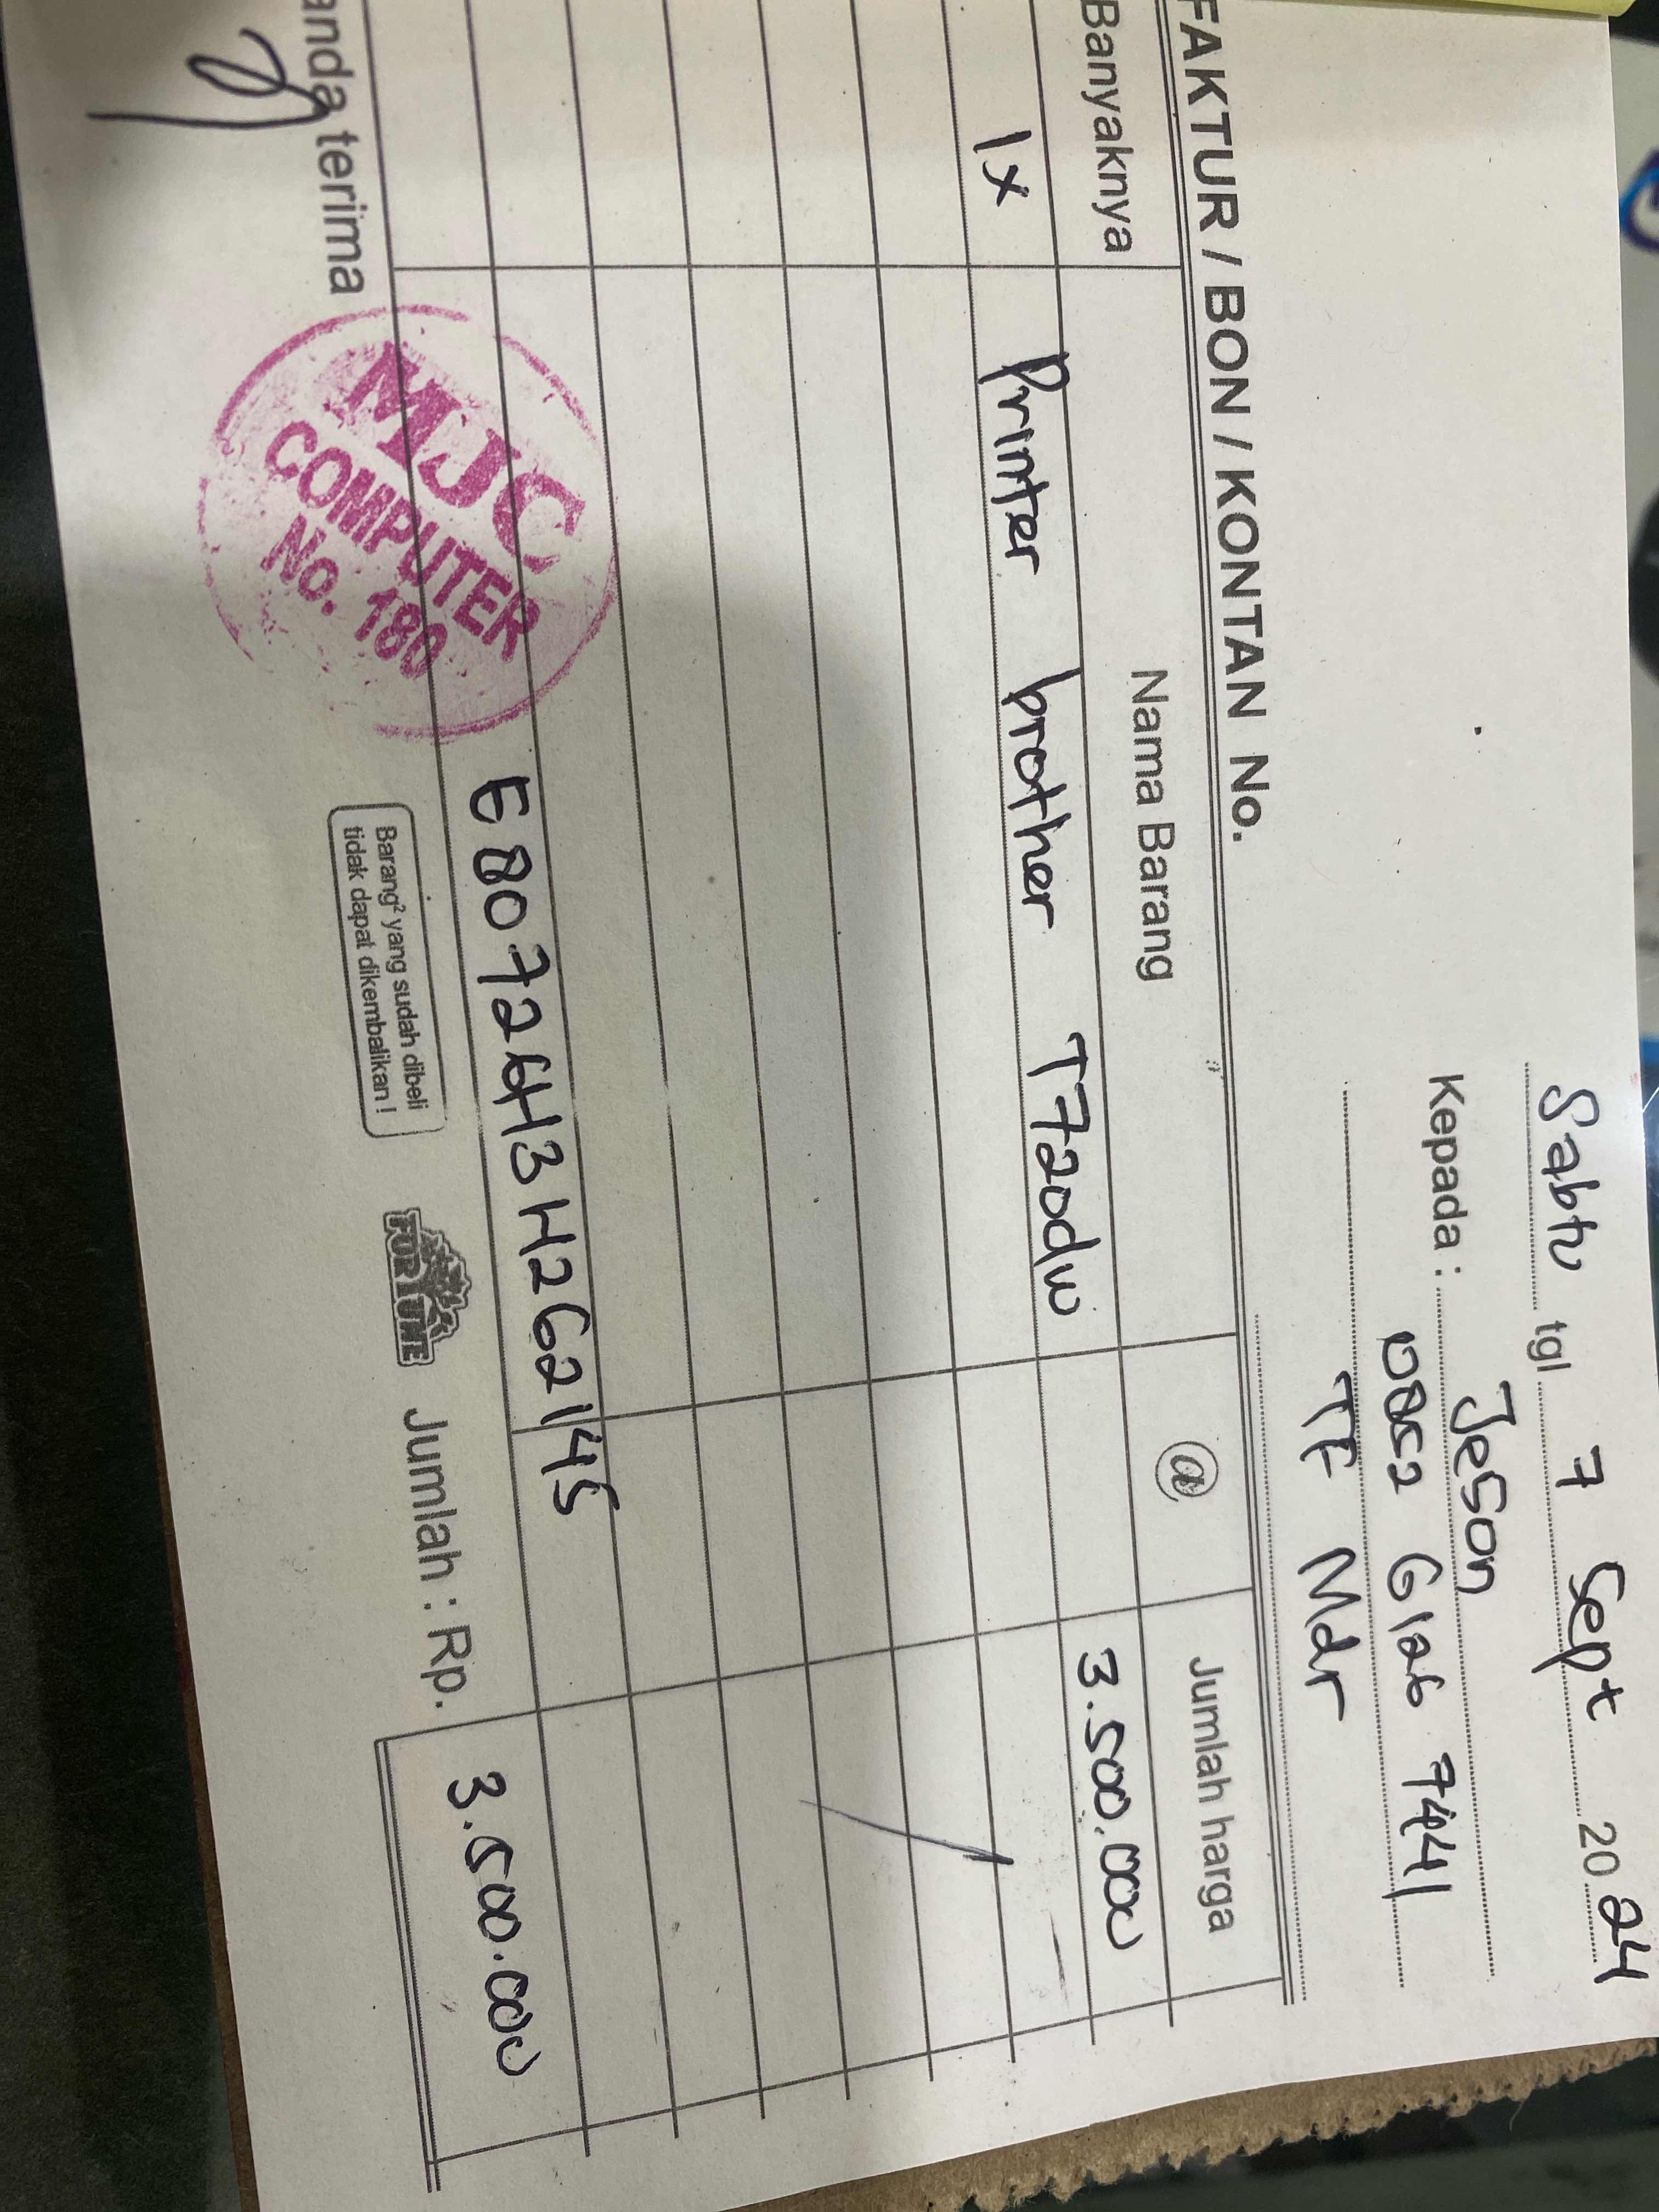 Sabtu tgl 7 Sept 2024
Kepada : Jeson
0852 6126 7441
TF Mdr
FAKTUR / BON / KONTAN No.
Banyaknya Nama Barang @ Jumlah harga
1x Printer brother T720dw 3.500.000
E80726H3H262145
Jumlah : Rp. 3.500.000
anda terima
MJC
COMPUTER
No. 180
Barang² yang sudah dibeli
tidak dapat dikembalikan !
FORTUNE